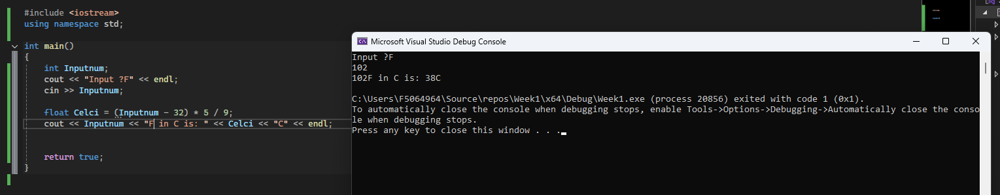 #include <iostream>
using namespace std;
int main()
{
int Inputnum;
cout << "Input ?F" << endl;
cin >> Inputnum;
float Celci = (Inputnum - 32) * 5 / 9;
cout << Inputnum << "F in C is: " << Celci << "C" << endl;
return true;
}
Microsoft Visual Studio Debug Console
Input ?F
102
102F in C is: 38C
C:\Users\F5064964\Source\repos\Week1\x64\Debug\Week1.exe (process 20856) exited with code 1 (0x1).
To automatically close the console when debugging stops, enable Tools->Options->Debugging->Automatically close the conso
le when debugging stops.
Press any key to close this window . . .